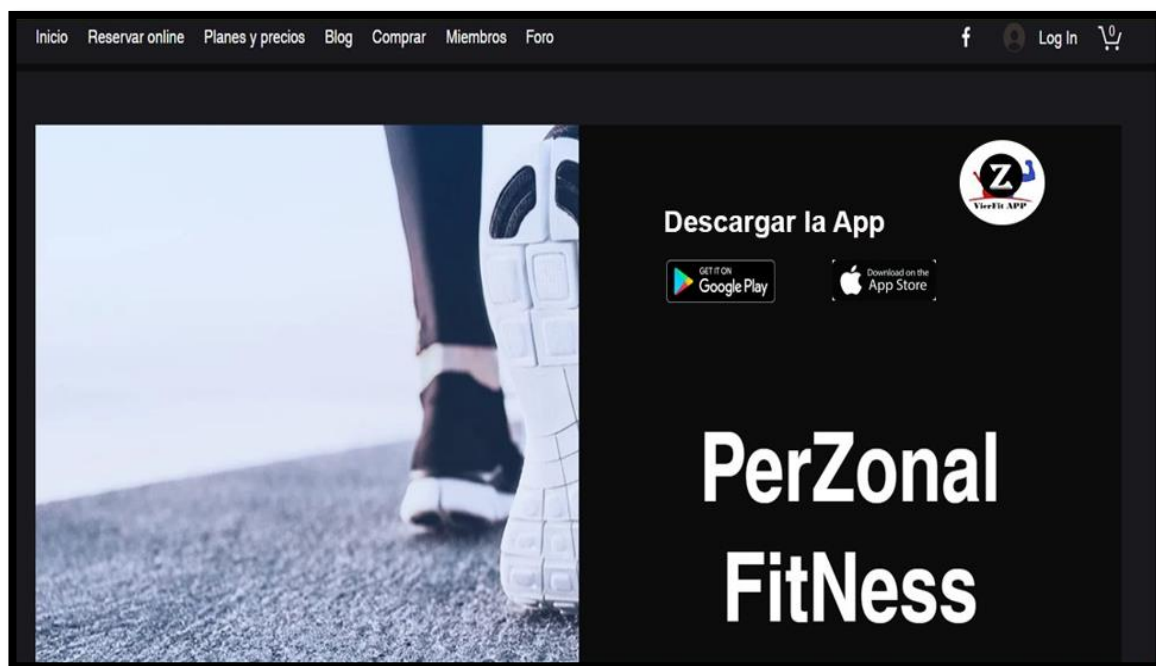 Inicio Reservar online Planes y precios Blog Comprar Miembros Foro f Log In 0
Z
VierFit APP
Descargar la App
GET IT ON
Google Play
Download on the
App Store
PerZonal
FitNess